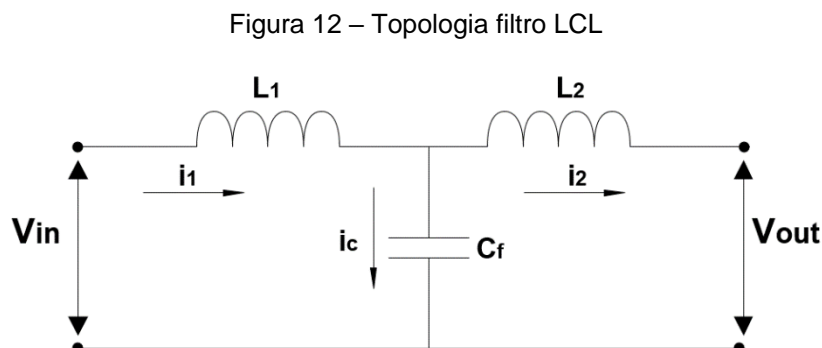 Figura 12 – Topologia filtro LCL
L1 L2
i1 i2
Vin ic Cf Vout